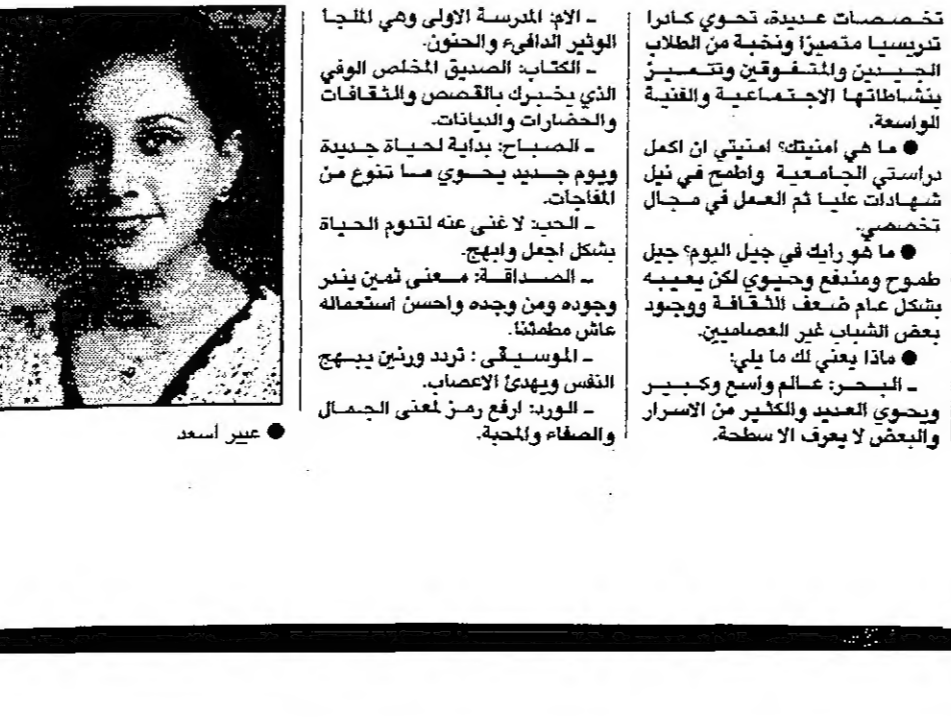 تخصصات عديدة، تحوي كادرا
تدريسيا متميزا ونخبة من الطلاب
الجيدين والمتفوقين وتتميز
بنشاطاتها الاجتماعية والفنية
الواسعة.
● ما هي امنيتك؟ امنيتي ان اكمل
دراستي الجامعية واطمح في نيل
شهادات عليا ثم العمل في مجال
تخصصي.
● ما هو رايك في جيل اليوم؟ جيل
طموح ومندفع وحيوي لكن يعيبه
بشكل عام ضعف الثقافة ووجود
بعض الشباب غير العصاميين.
● ماذا يعني لك ما يلي:
ـ البحر: عالم واسع وكبير
ويحوي العديد والكثير من الاسرار
والبعض لا يعرف الا سطحة.
ـ الام: المدرسة الاولى وهي الملجا
الوثير الدافيء والحنون.
ـ الكتاب: الصديق المخلص الوفي
الذي يخبرك بالقصص والثقافات
والحضارات والديانات.
ـ الصباح: بداية لحياة جديدة
ويوم جديد يحوي ما تنوع من
المفاجات.
ـ الحب: لا غنى عنه لتدوم الحياة
بشكل اجمل وابهج.
ـ الصداقة: معنى ثمين يندر
وجوده ومن وجده واحسن استعماله
عاش مطمئنا.
ـ الموسيقى : تردد ورنين يبهج
النفس ويهدئ الاعصاب.
ـ الورد: ارفع رمز لمعنى الجمال
والصفاء والمحبة.
● عبير اسعد